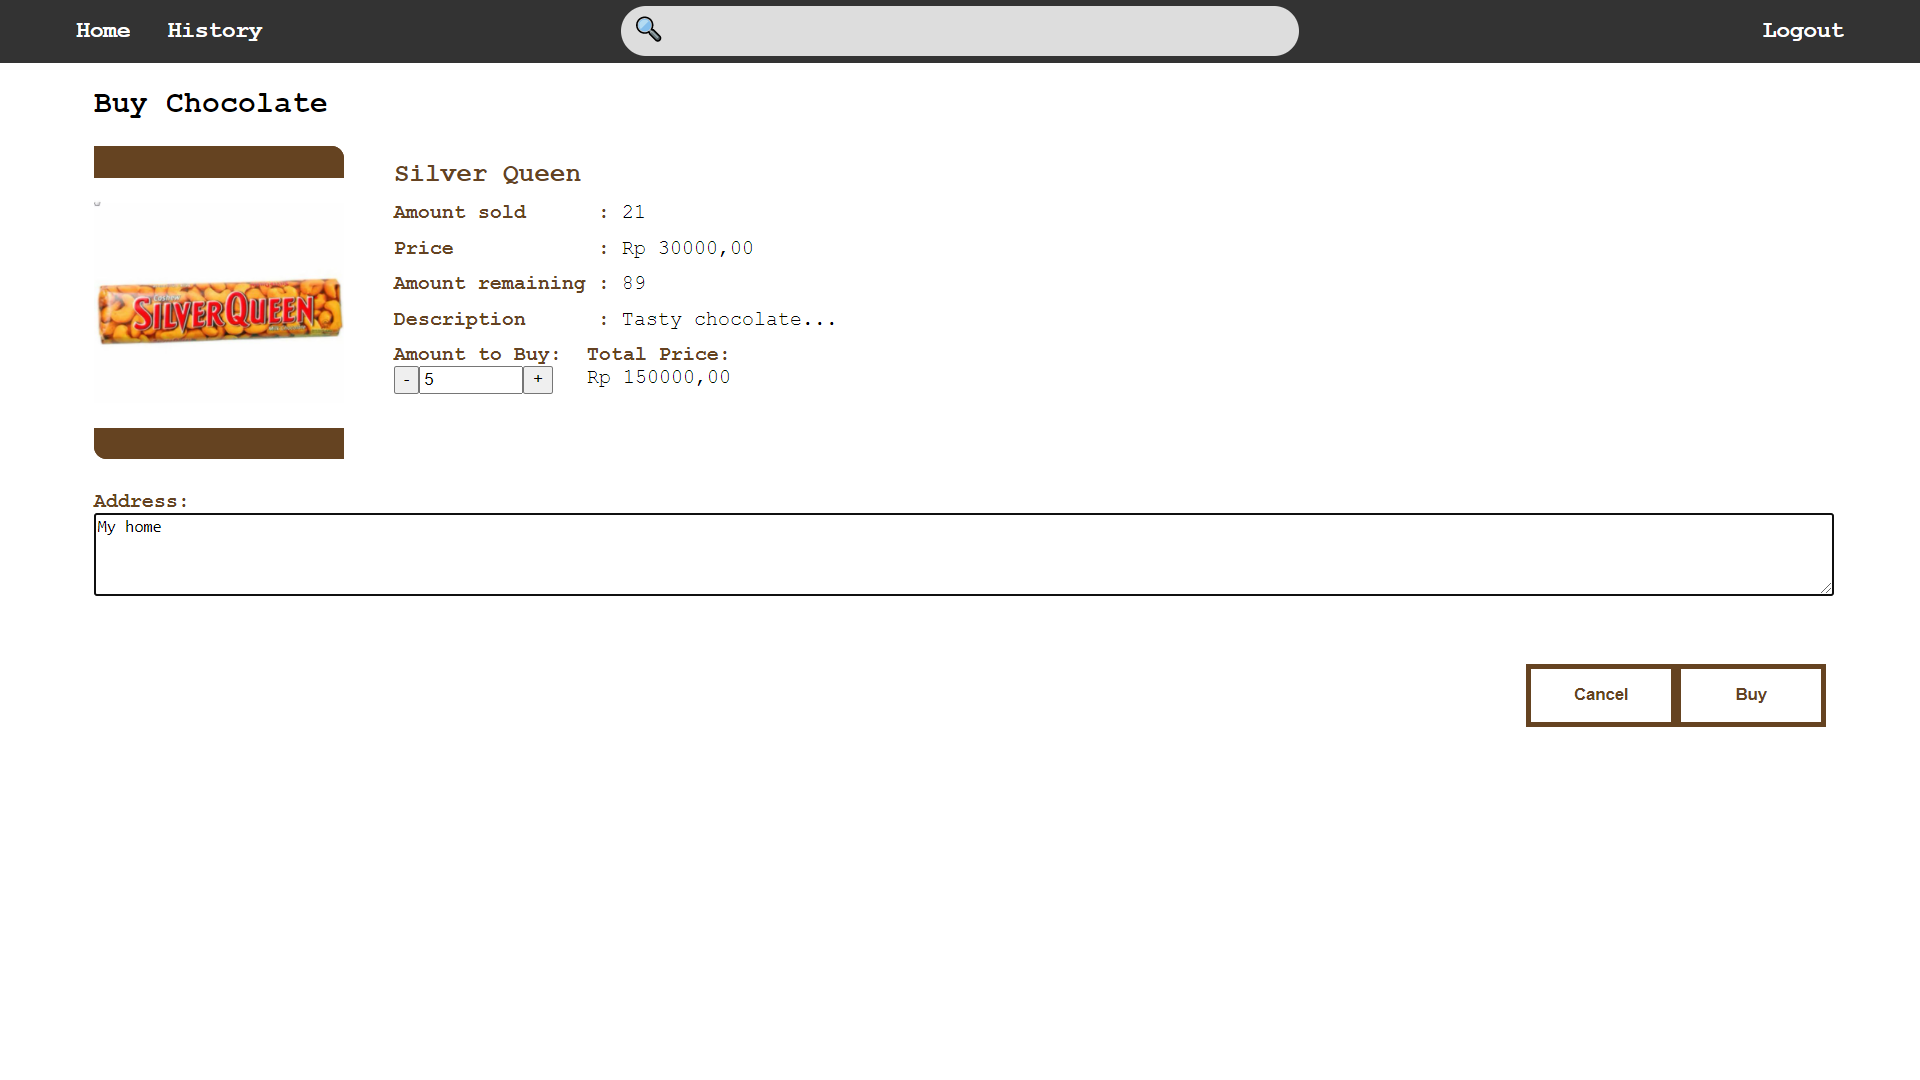 Home History Logout
Buy Chocolate
Silver Queen
Amount sold : 21
Price : Rp 30000,00
Amount remaining : 89
Description : Tasty chocolate...
SILVERQUEEN
Amount to Buy: Total Price:
- 5 + Rp 150000,00
Address:
My home
Cancel Buy